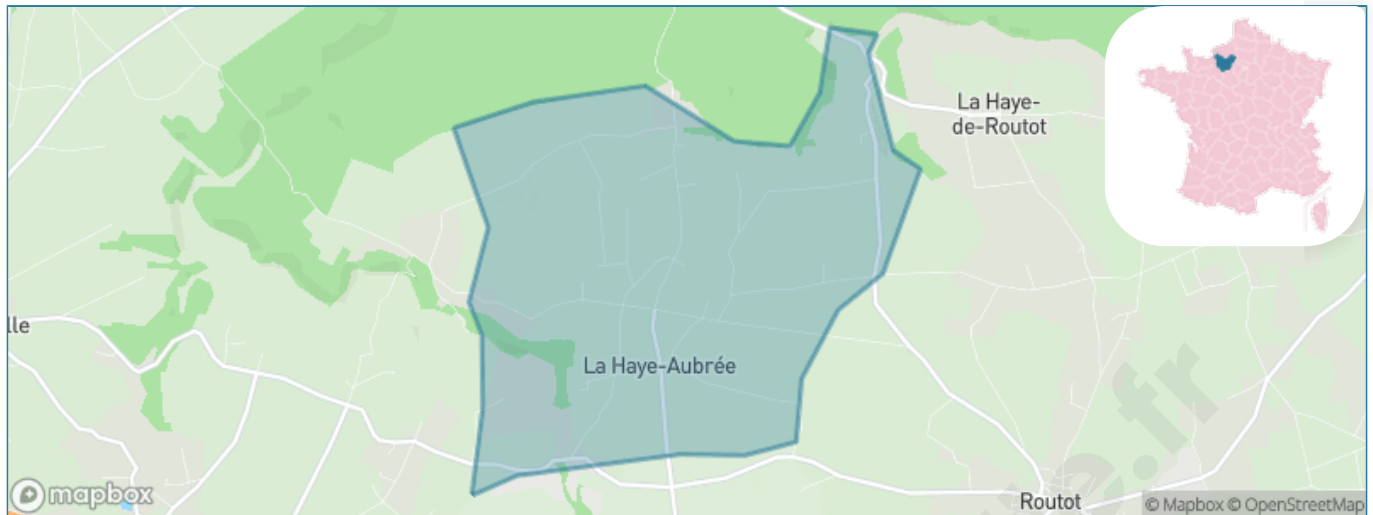 La Haye-
de-Routot
lle
La Haye-Aubrée
Routot
mapbox
© Mapbox © OpenStreetMap